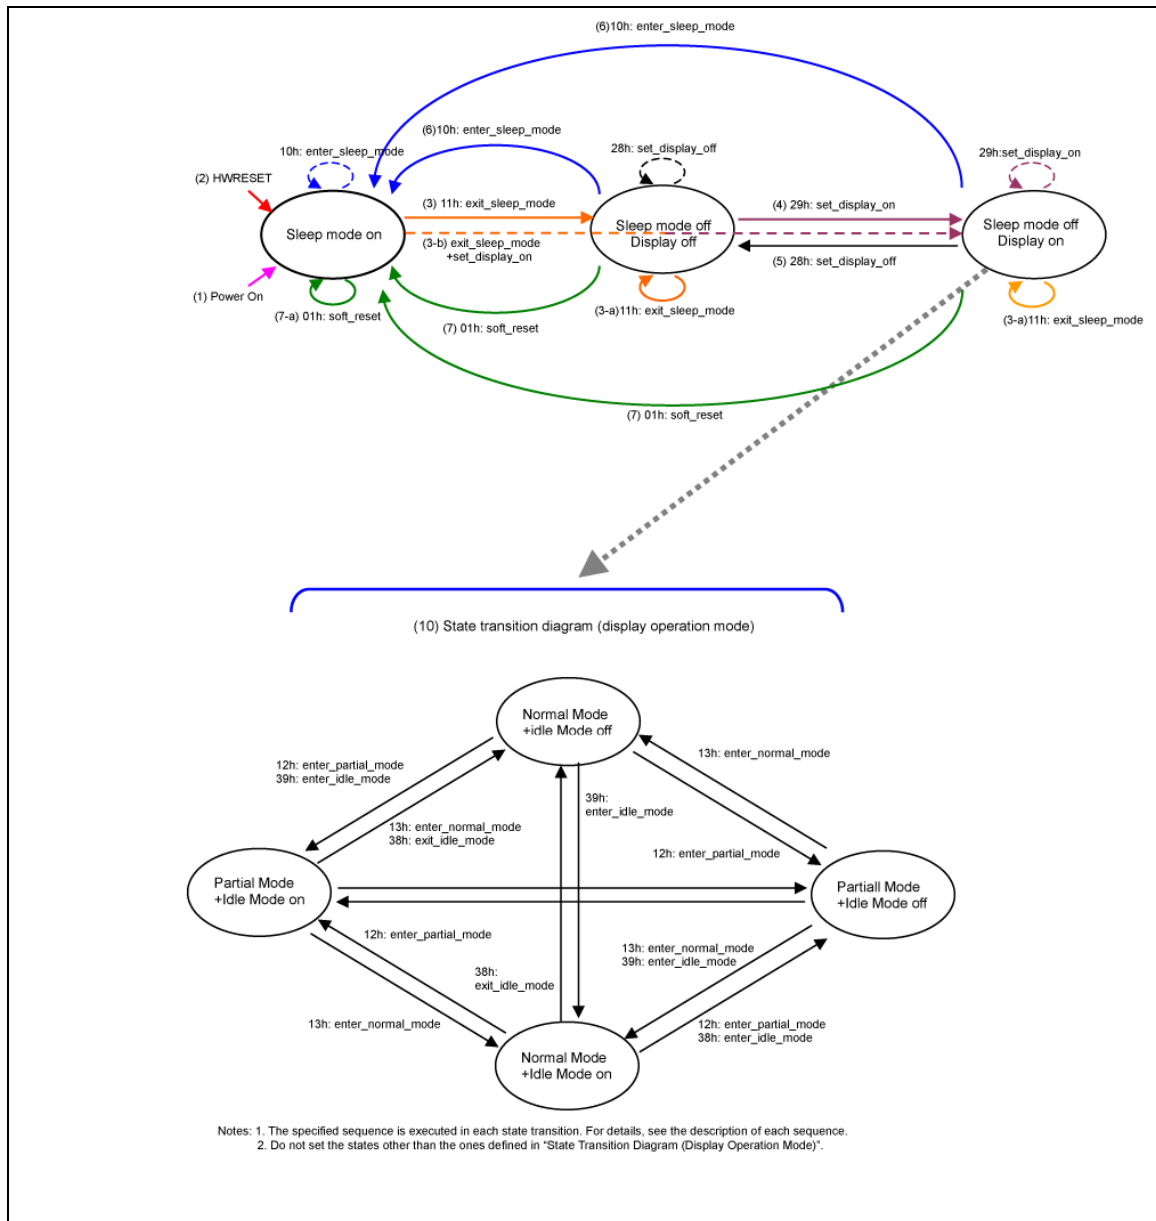 (6)10h: enter_sleep_mode
(6)10h: enter_sleep_mode
10h: enter_sleep_mode
28h: set_display_off
29h:set_display_on
(2) HWRESET
(3) 11h: exit_sleep_mode
(4) 29h: set_display_on
Sleep mode on
Sleep mode off
Display off
Sleep mode off
Display on
(3-b) exit_sleep_mode
+set_display_on
(5) 28h: set_display_off
(1) Power On
(7-a) 01h: soft_reset
(7) 01h: soft_reset
(3-a)11h: exit_sleep_mode
(3-a)11h: exit_sleep_mode
(7) 01h: soft_reset
(10) State transition diagram (display operation mode)
Normal Mode
+idle Mode off
12h: enter_partial_mode
39h: enter_idle_mode
13h: enter_normal_mode
39h:
enter_idle_mode
13h: enter_normal_mode
38h: exit_idle_mode
12h: enter_partial_mode
Partial Mode
+Idle Mode on
Partiall Mode
+Idle Mode off
12h: enter_partial_mode
13h: enter_normal_mode
39h: enter_idle_mode
38h:
exit_idle_mode
13h: enter_normal_mode
12h: enter_partial_mode
38h: enter_idle_mode
Normal Mode
+Idle Mode on
Notes: 1. The specified sequence is executed in each state transition. For details, see the description of each sequence.
2. Do not set the states other than the ones defined in “State Transition Diagram (Display Operation Mode)”.